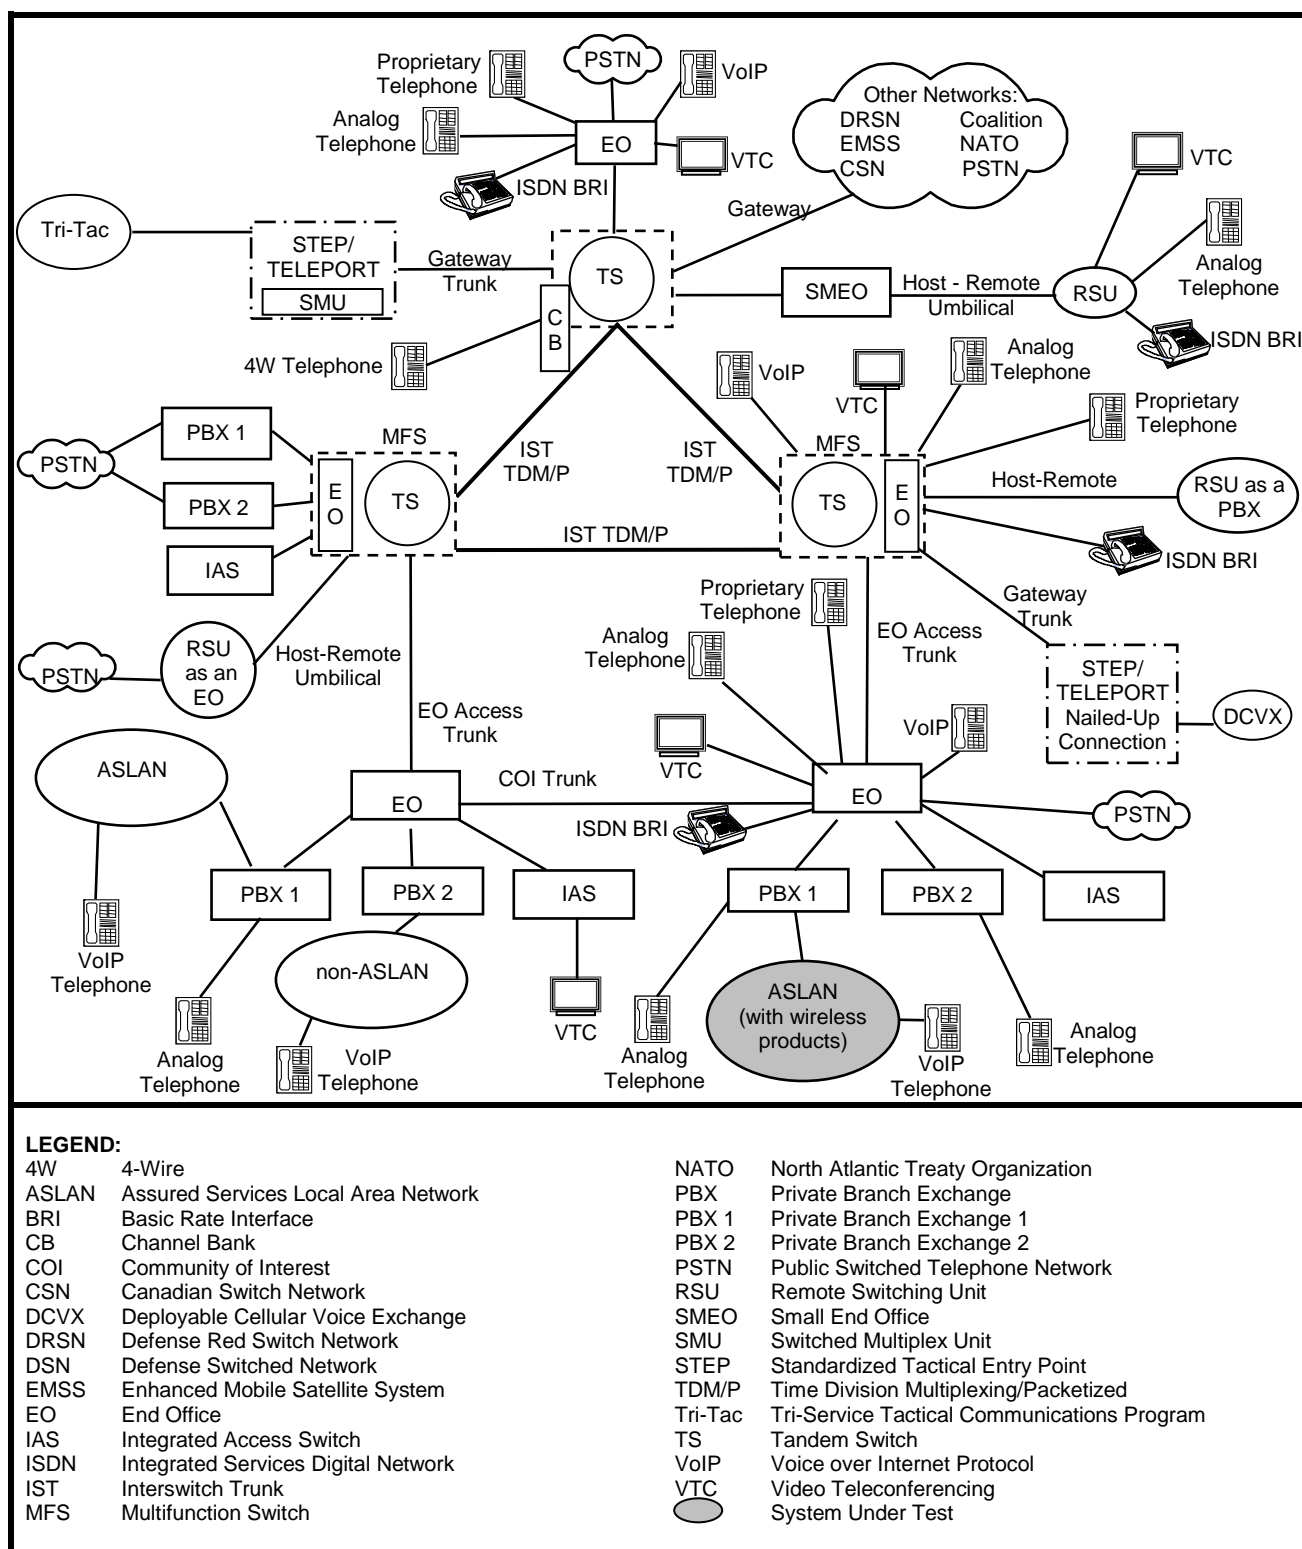 Proprietary
Telephone
PSTN
VoIP
Analog
Telephone
EO
VTC
ISDN BRI
Other Networks:
DRSN Coalition
EMSS NATO
CSN PSTN
VTC
Gateway
Tri-Tac
STEP/
TELEPORT
SMU
Gateway
Trunk
TS
C
B
SMEO
Host - Remote
Umbilical
RSU
Analog
Telephone
ISDN BRI
4W Telephone
VoIP
VTC
Analog
Telephone
Proprietary
Telephone
PSTN
PBX 1
PBX 2
IAS
MFS
E
O
TS
IST
TDM/P
IST
TDM/P
IST TDM/P
MFS
TS
E
O
Host-Remote
RSU as a
PBX
ISDN BRI
Gateway
Trunk
PSTN
RSU
as an
EO
Host-Remote
Umbilical
EO Access
Trunk
Proprietary
Telephone
Analog
Telephone
EO Access
Trunk
STEP/
TELEPORT
Nailed-Up
Connection
DCVX
VTC
VoIP
ASLAN
EO
COI Trunk
EO
ISDN BRI
PSTN
PBX 1
PBX 2
IAS
PBX 1
PBX 2
IAS
VoIP
Telephone
Analog
Telephone
non-ASLAN
VoIP
Telephone
VTC
Analog
Telephone
ASLAN
(with wireless
products)
VoIP
Telephone
Analog
Telephone
LEGEND:
4W 4-Wire
ASLAN Assured Services Local Area Network
BRI Basic Rate Interface
CB Channel Bank
COI Community of Interest
CSN Canadian Switch Network
DCVX Deployable Cellular Voice Exchange
DRSN Defense Red Switch Network
DSN Defense Switched Network
EMSS Enhanced Mobile Satellite System
EO End Office
IAS Integrated Access Switch
ISDN Integrated Services Digital Network
IST Interswitch Trunk
MFS Multifunction Switch
NATO North Atlantic Treaty Organization
PBX Private Branch Exchange
PBX 1 Private Branch Exchange 1
PBX 2 Private Branch Exchange 2
PSTN Public Switched Telephone Network
RSU Remote Switching Unit
SMEO Small End Office
SMU Switched Multiplex Unit
STEP Standardized Tactical Entry Point
TDM/P Time Division Multiplexing/Packetized
Tri-Tac Tri-Service Tactical Communications Program
TS Tandem Switch
VoIP Voice over Internet Protocol
VTC Video Teleconferencing
System Under Test